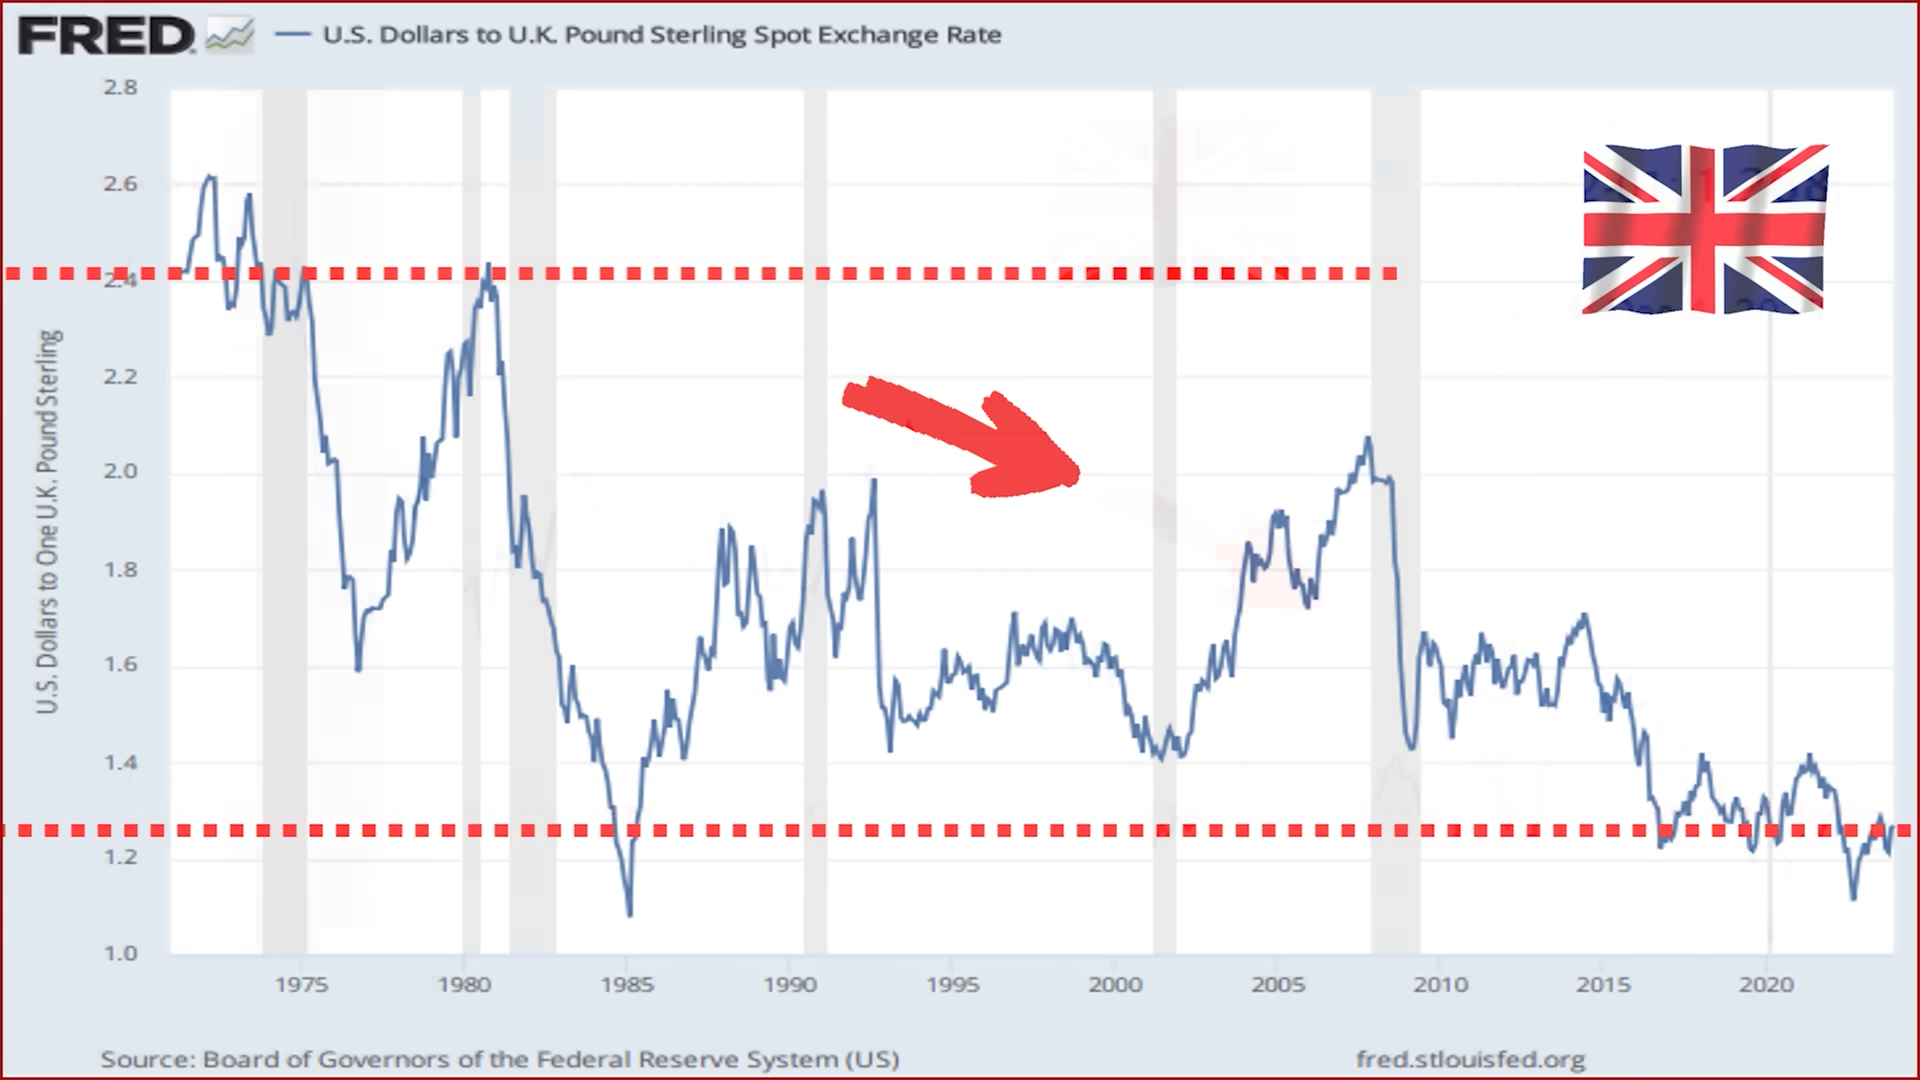 FRED
U.S. Dollars to U.K. Pound Sterling Spot Exchange Rate
U.S. Dollars to One U.K. Pound Sterling
2.8
2.6
2.4
2.2
2.0
1.8
1.6
1.4
1.2
1.0
1975 1980 1985 1990 1995 2000 2005 2010 2015 2020
Source: Board of Governors of the Federal Reserve System (US) fred.stlouisfed.org